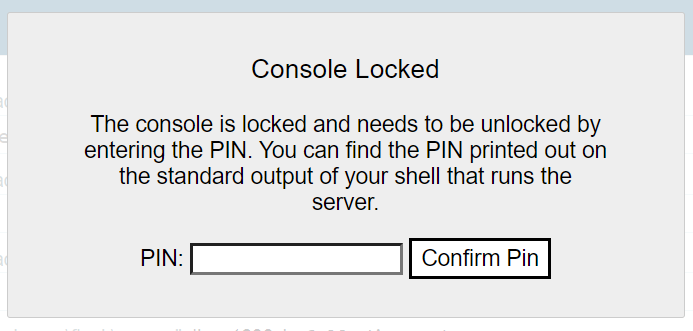 Console Locked
The console is locked and needs to be unlocked by
entering the PIN. You can find the PIN printed out on
the standard output of your shell that runs the
server.
PIN: Confirm Pin